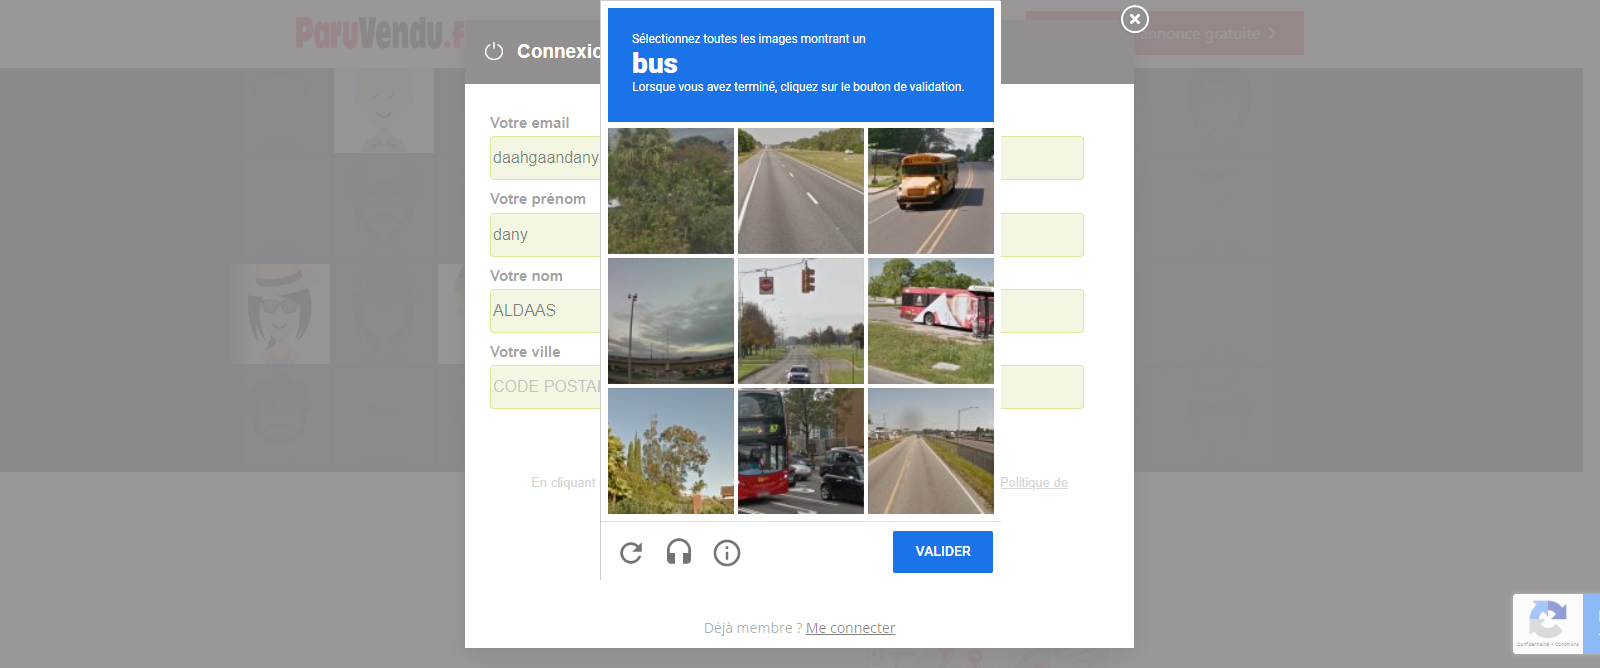 ParuVendu.f
annonce gratuite
Connexio
Sélectionnez toutes les images montrant un
bus
Lorsque vous avez terminé, cliquez sur le bouton de validation.
Votre email
daahgaandany
Votre prénom
dany
Votre nom
ALDAAS
Votre ville
CODE POSTAL
87
En cliquant
Politique de
VALIDER
Déjà membre ? Me connecter
Confidentialité - Conditions